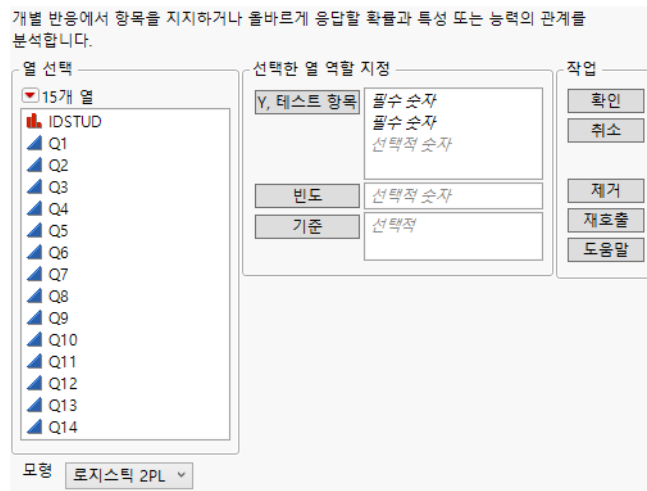 개별 반응에서 항목을 지지하거나 올바르게 응답할 확률과 특성 또는 능력의 관계를
분석합니다.
열 선택
15개 열
IDSTUD
Q1
Q2
Q3
Q4
Q5
Q6
Q7
Q8
Q9
Q10
Q11
Q12
Q13
Q14
모형 로지스틱 2PL
선택한 열 역할 지정
Y, 테스트 항목 필수 숫자
필수 숫자
선택적 숫자
빈도 선택적 숫자
기준 선택적
작업
확인
취소
제거
재호출
도움말